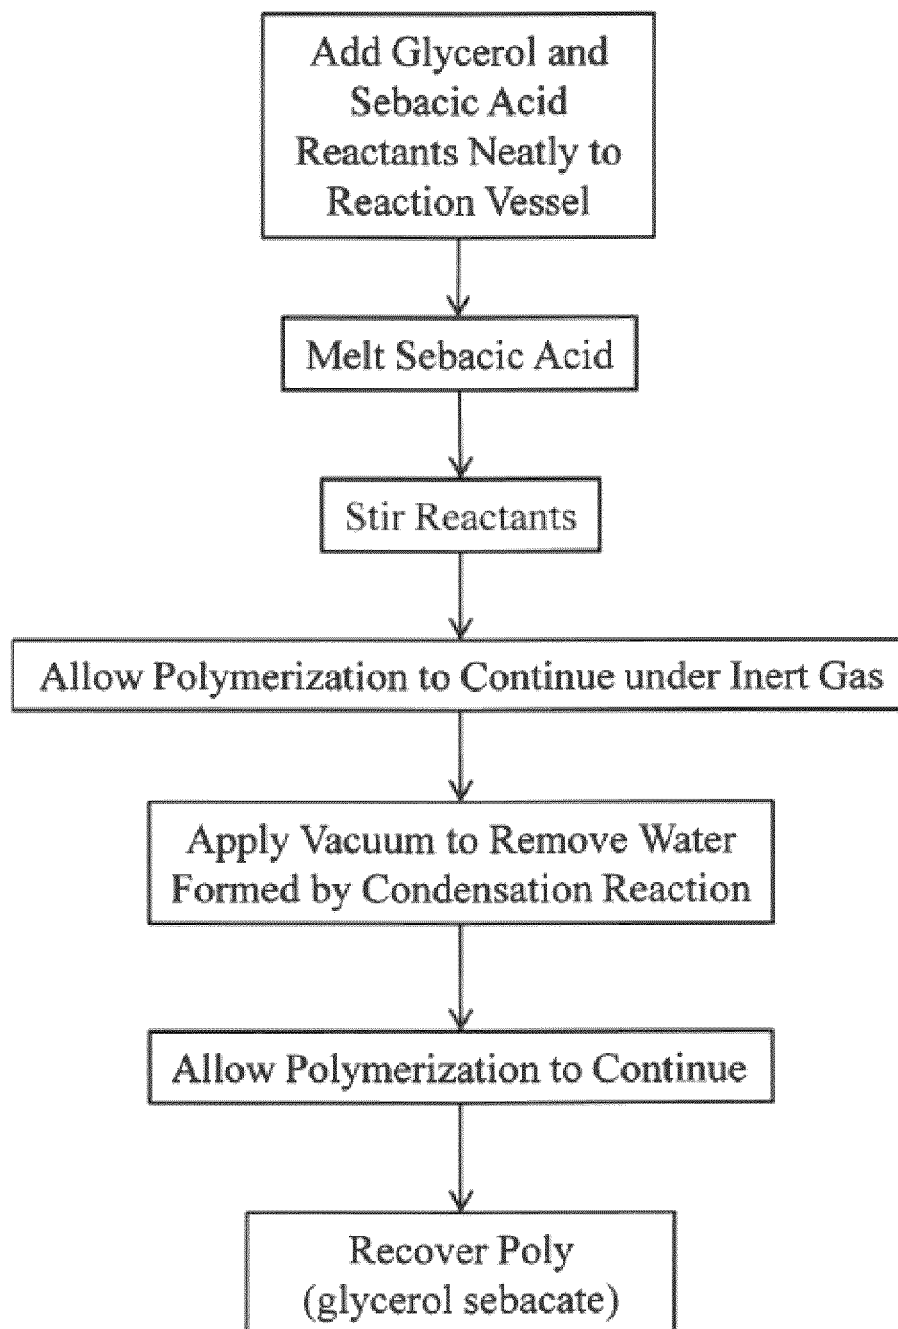 Add Glycerol and
Sebacic Acid
Reactants Neatly to
Reaction Vessel
Melt Sebacic Acid
Stir Reactants
Allow Polymerization to Continue under Inert Gas
Apply Vacuum to Remove Water
Formed by Condensation Reaction
Allow Polymerization to Continue
Recover Poly
(glycerol sebacate)